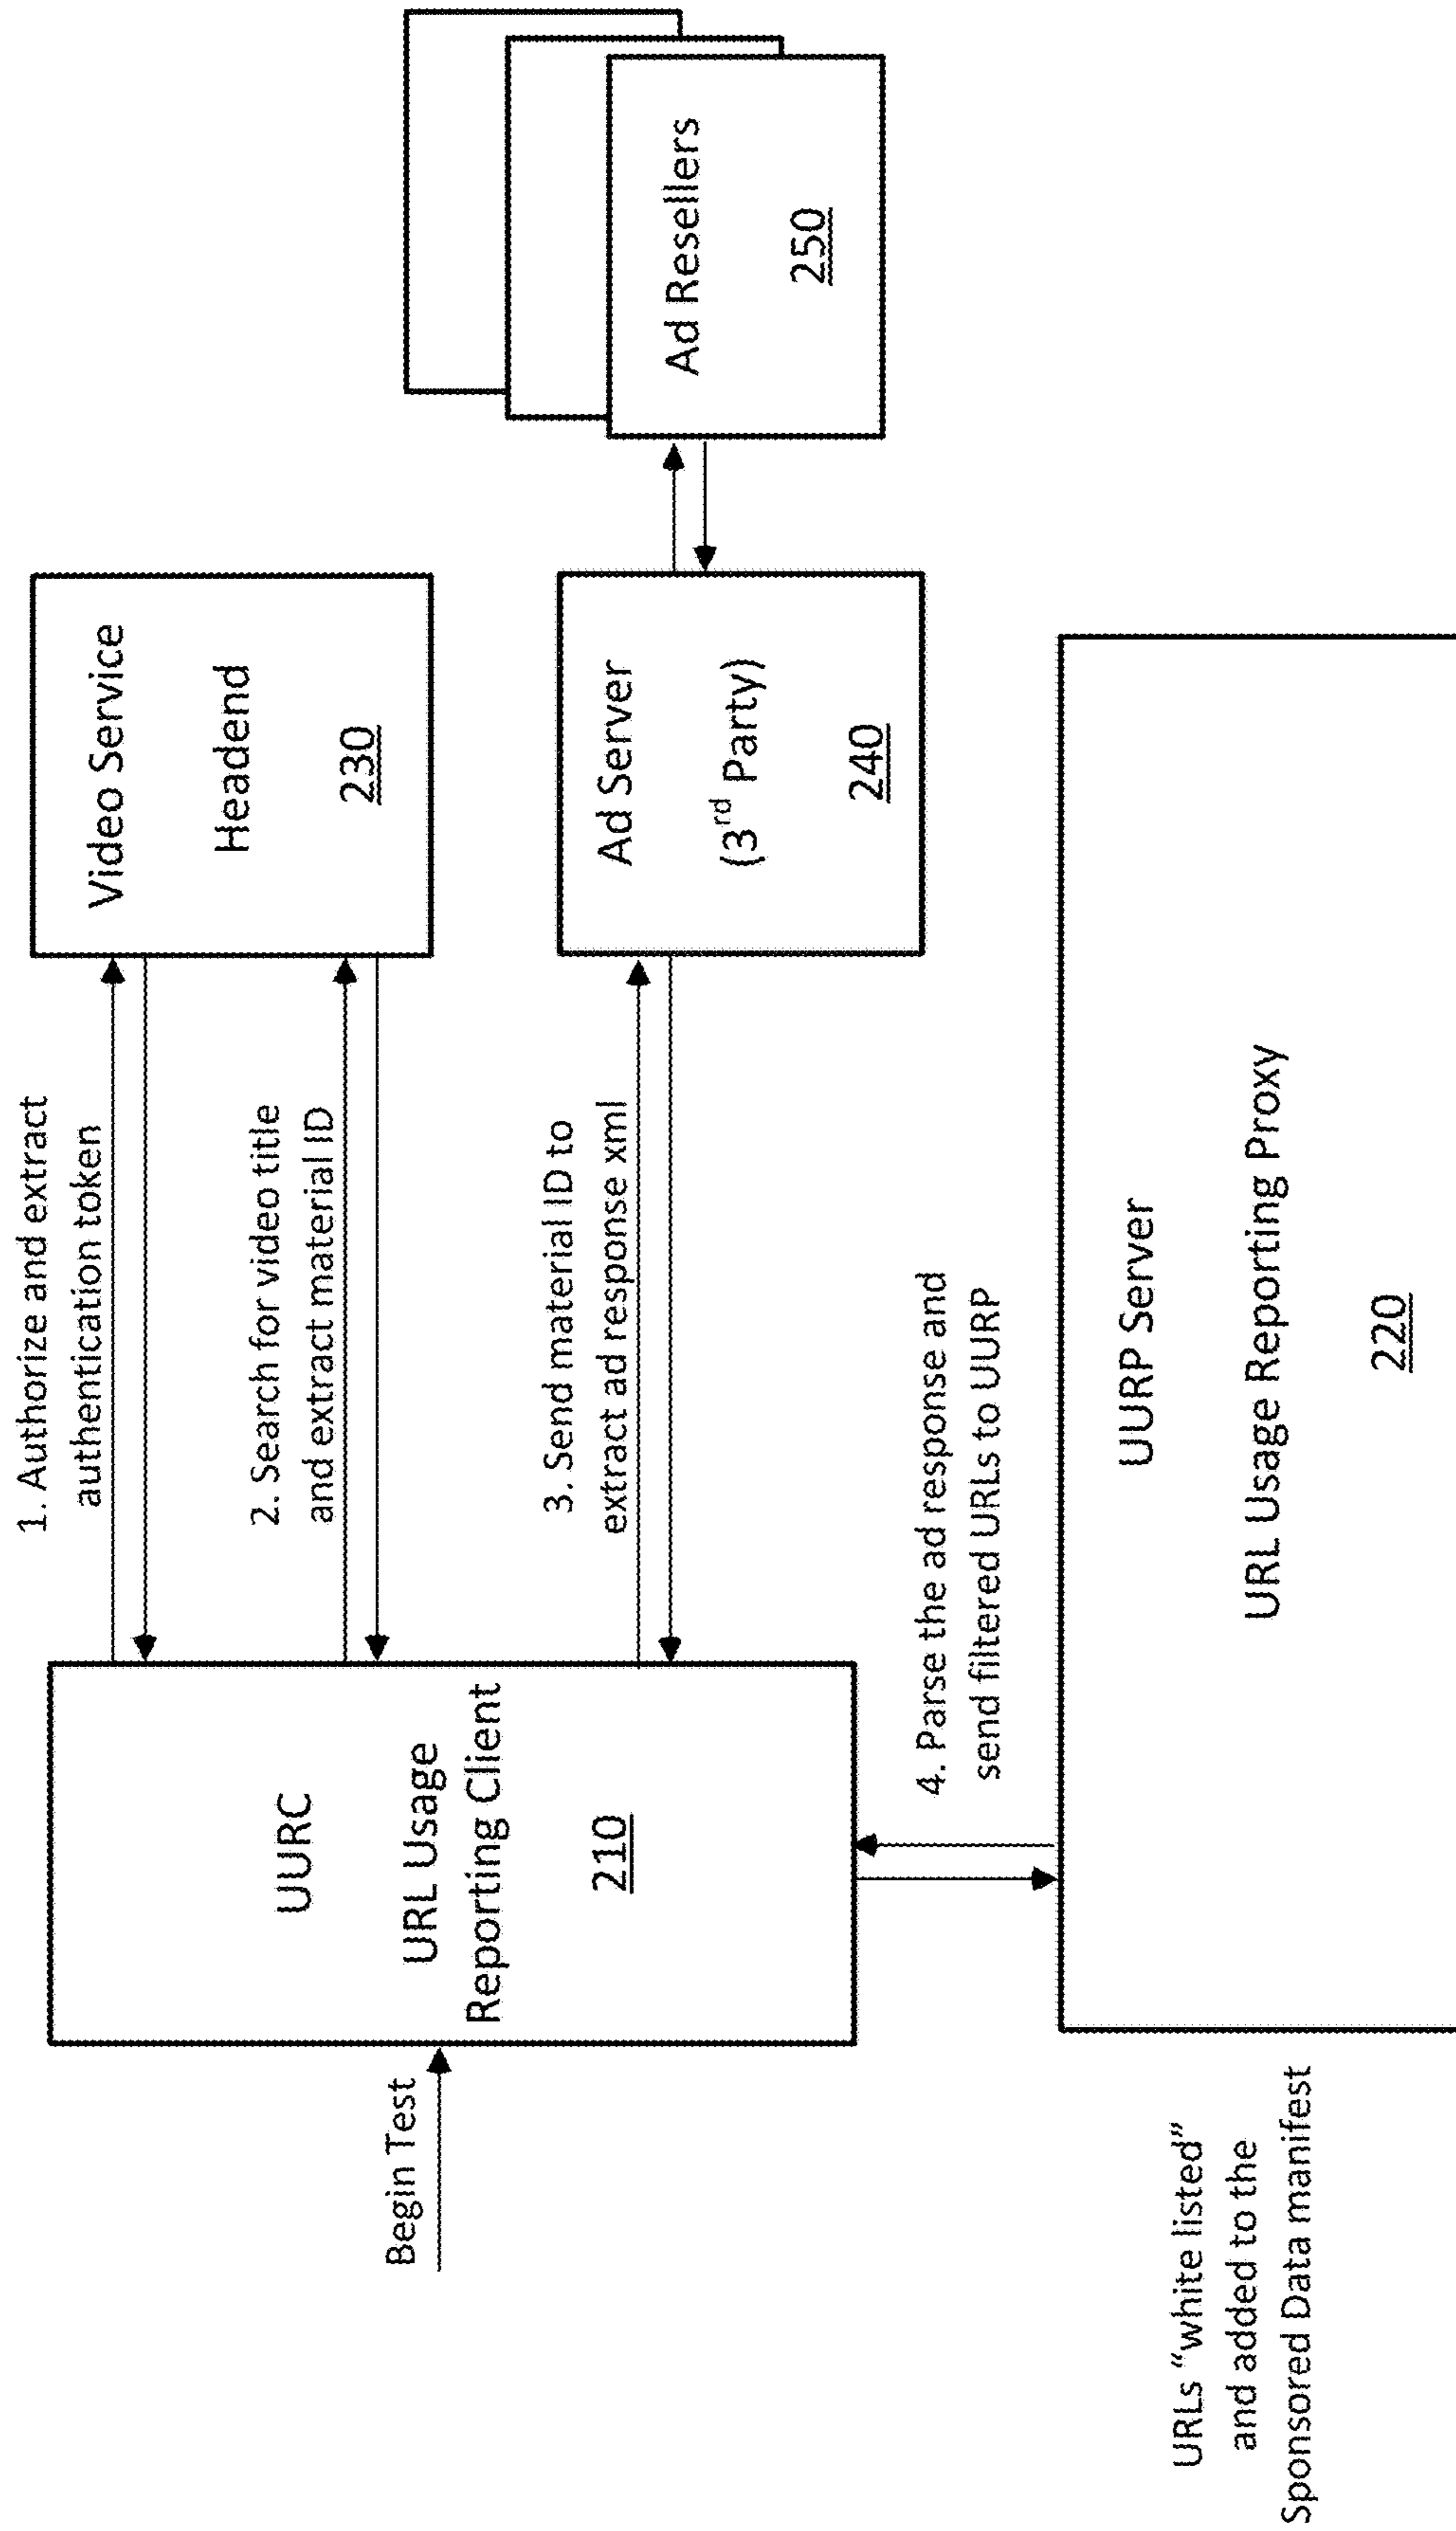 1. Authorize and extract
authentication token
2. Search for video title
and extract material ID
3. Send material ID to
extract ad response xml
4. Parse the ad response and
send filtered URLs to UURP
Begin Test
UURC
URL Usage
Reporting Client
210
Video Service
Headend
230
Ad Server
(3rd Party)
240
Ad Resellers
250
UURP Server
URL Usage Reporting Proxy
220
URLs “white listed”
and added to the
Sponsored Data manifest